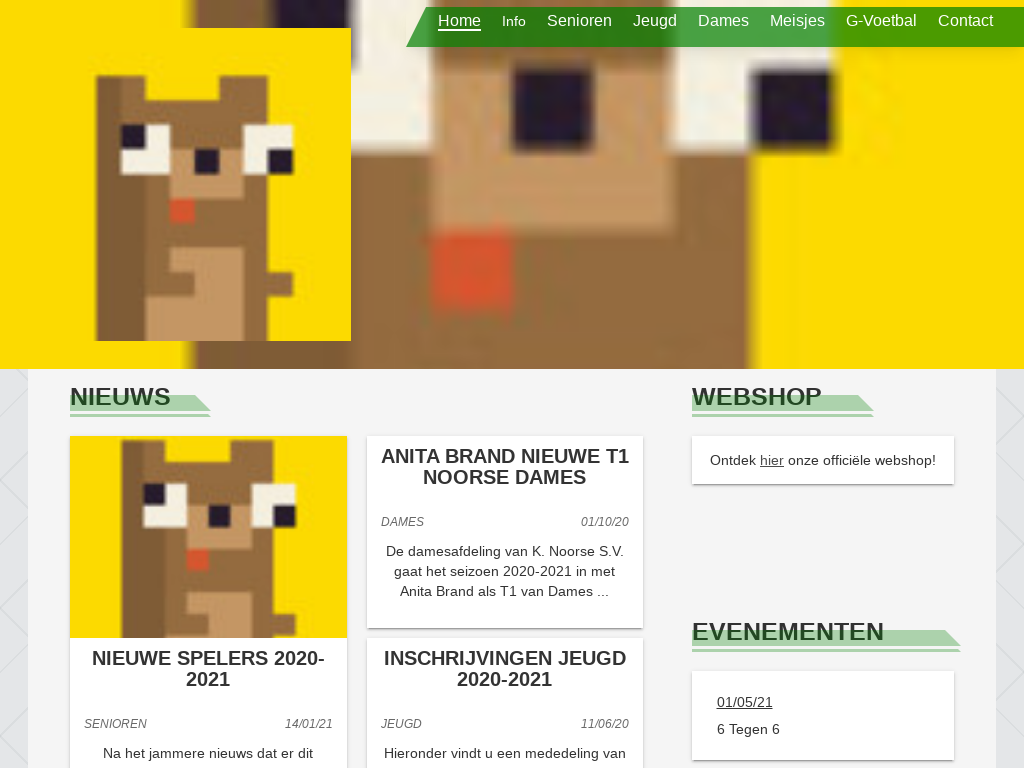 Home Info Senioren Jeugd Dames Meisjes G-Voetbal Contact
NIEUWS
NIEUWE SPELERS 2020-
2021
SENIOREN 14/01/21
Na het jammere nieuws dat er dit
ANITA BRAND NIEUWE T1
NOORSE DAMES
DAMES 01/10/20
De damesafdeling van K. Noorse S.V.
gaat het seizoen 2020-2021 in met
Anita Brand als T1 van Dames ...
INSCHRIJVINGEN JEUGD
2020-2021
JEUGD 11/06/20
Hieronder vindt u een mededeling van
WEBSHOP
Ontdek hier onze officiële webshop!
EVENEMENTEN
01/05/21
6 Tegen 6